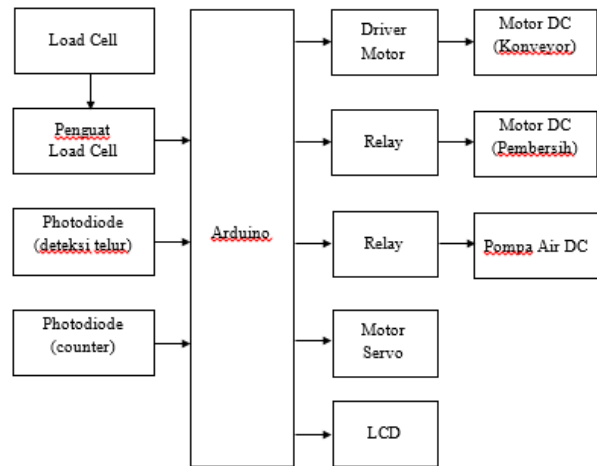 Load Cell
Penguat
Load Cell
Photodiode
(deteksi telur)
Photodiode
(counter)
Arduino
Driver
Motor
Relay
Relay
Motor
Servo
LCD
Motor DC
(Konveyor)
Motor DC
(Pembersih)
Pompa Air DC